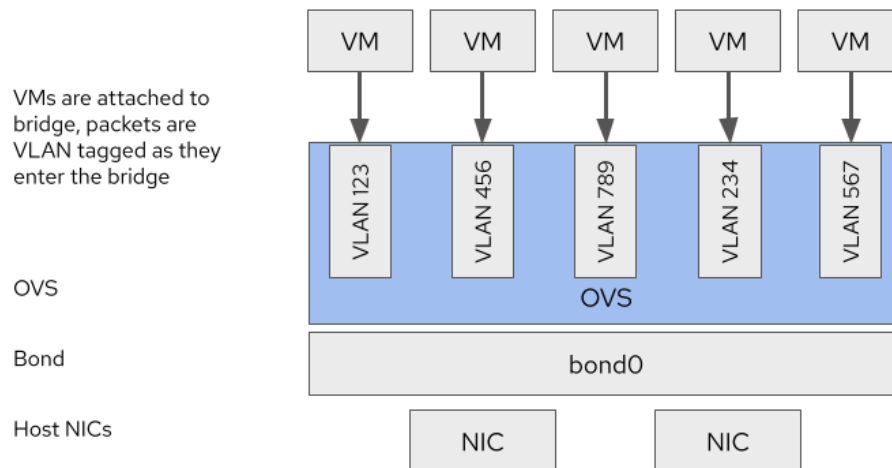 VM VM VM VM VM
VMs are attached to
bridge, packets are
VLAN tagged as they
enter the bridge
VLAN 123
VLAN 456
VLAN 789
VLAN 234
VLAN 567
OVS OVS
Bond bond0
Host NICs NIC NIC